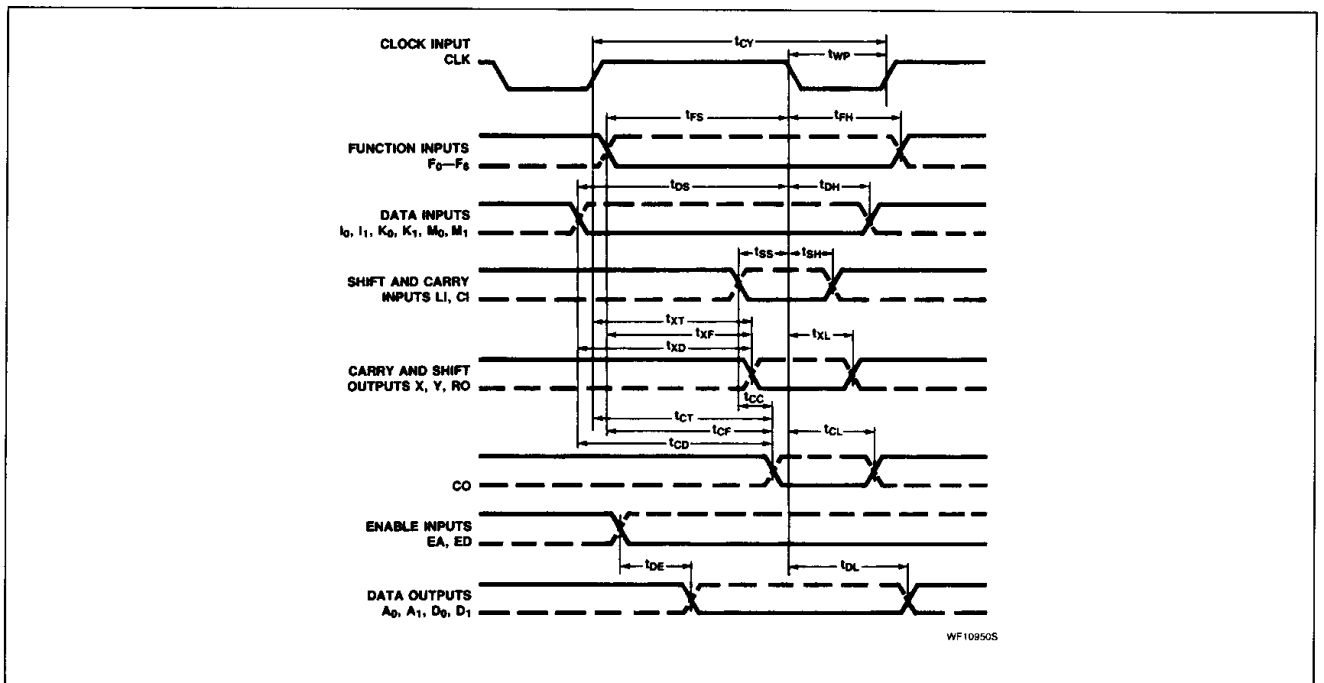 CLOCK INPUT
CLK
tCY
tWP
tFS
tFH
FUNCTION INPUTS
F0—F6
tDS
tDH
DATA INPUTS
I0, I1, K0, K1, M0, M1
tSS
tSH
SHIFT AND CARRY
INPUTS LI, CI
tXT
tXF
tXL
tXD
CARRY AND SHIFT
OUTPUTS X, Y, RO
tCC
tCT
tCF
tCL
tCD
CO
ENABLE INPUTS
EA, ED
tDE
tDL
DATA OUTPUTS
A0, A1, D0, D1
WF10950S